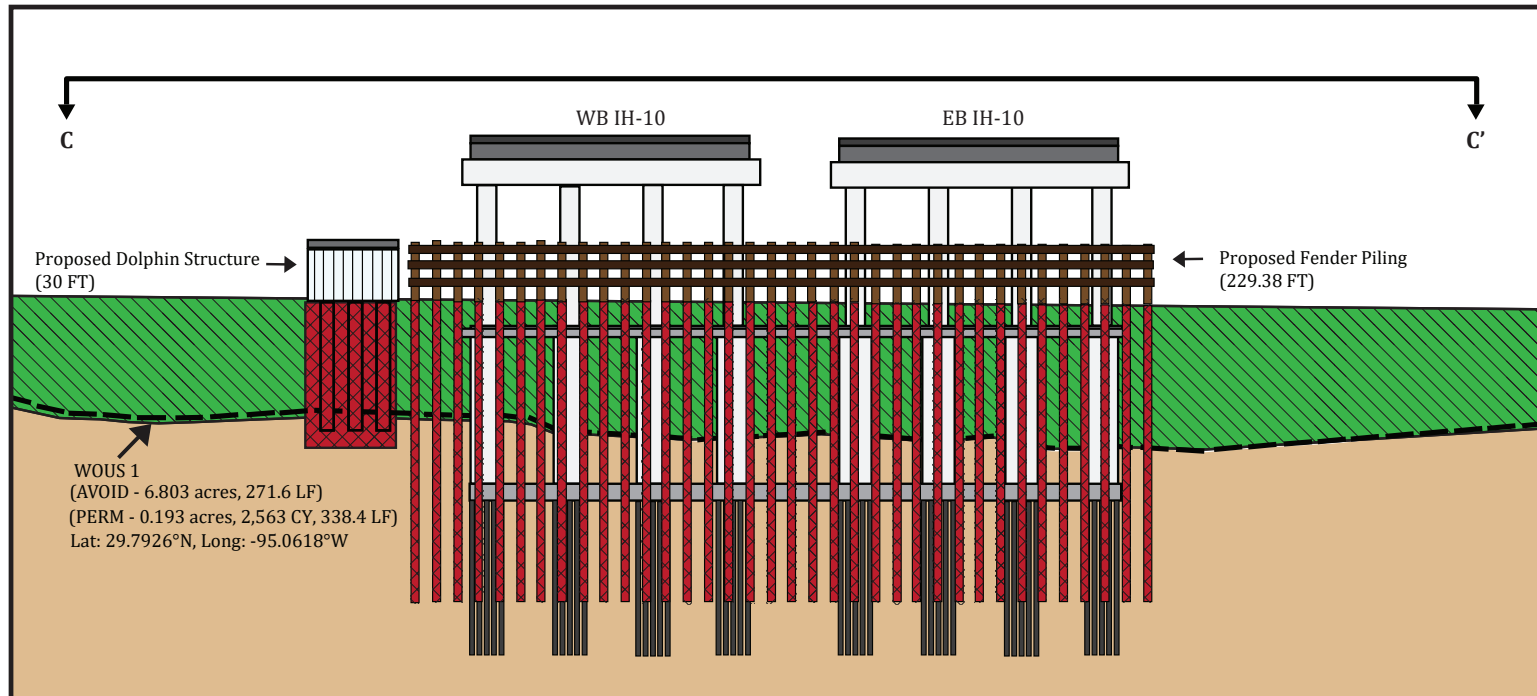 C
C’
WB IH-10
EB IH-10
Proposed Dolphin Structure
(30 FT)
Proposed Fender Piling
(229.38 FT)
WOUS 1
(AVOID - 6.803 acres, 271.6 LF)
(PERM - 0.193 acres, 2,563 CY, 338.4 LF)
Lat: 29.7926°N, Long: -95.0618°W